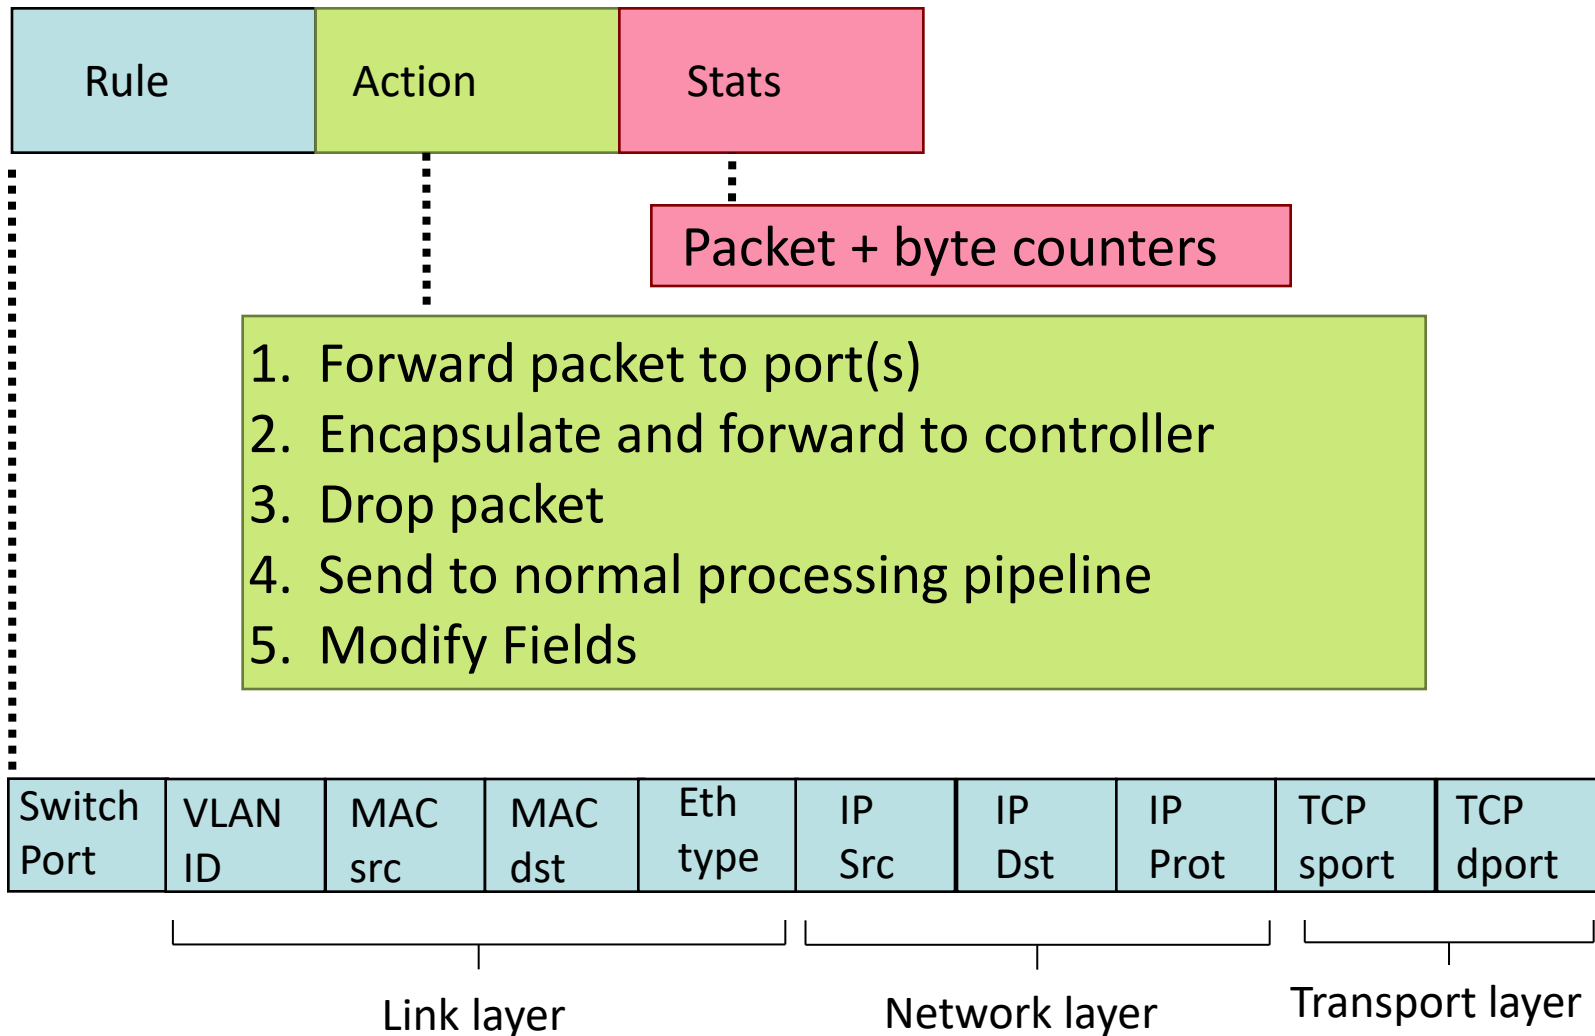 Rule
Action
Stats
Packet + byte counters
1. Forward packet to port(s)
2. Encapsulate and forward to controller
3. Drop packet
4. Send to normal processing pipeline
5. Modify Fields
Switch
Port
VLAN
ID
MAC
src
MAC
dst
Eth
type
IP
Src
IP
Dst
IP
Prot
TCP
sport
TCP
dport
Link layer
Network layer
Transport layer